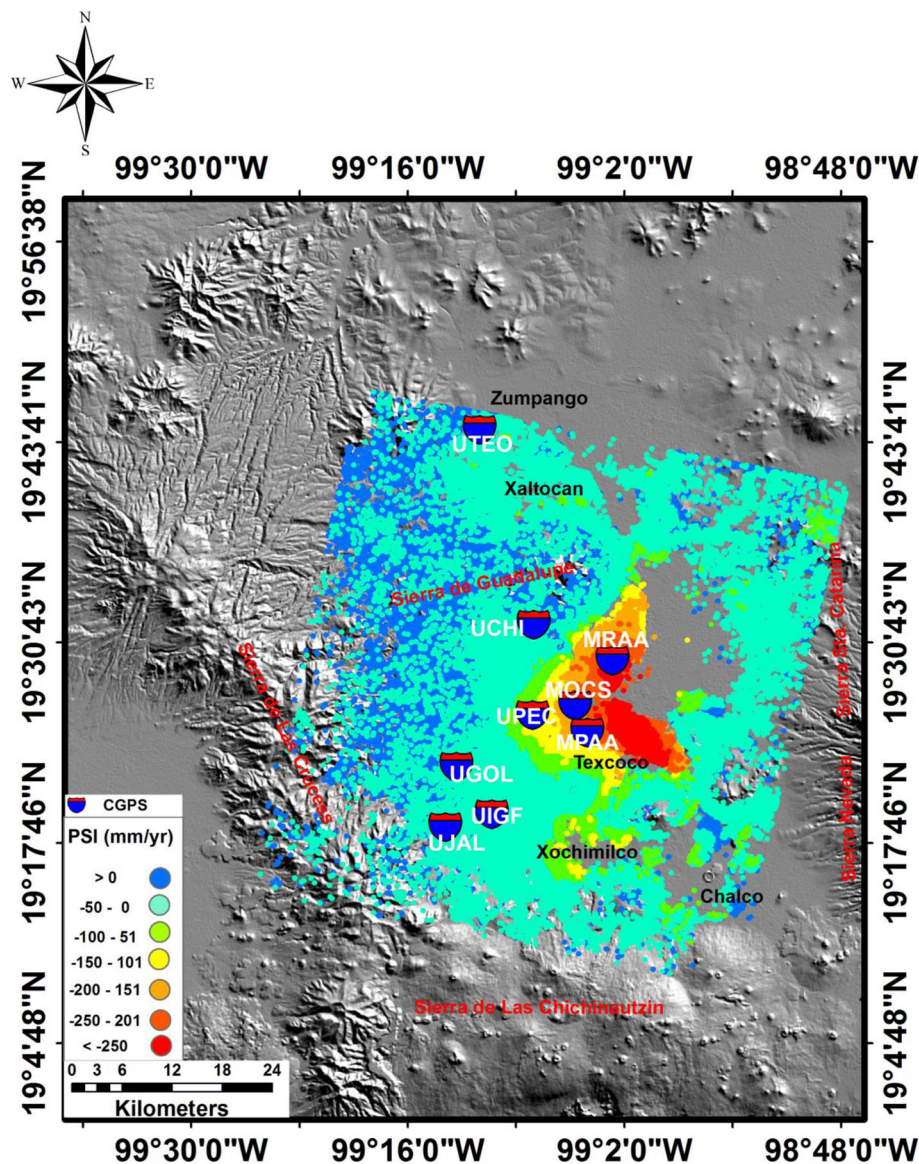 N
W E
S
99°30'0"W 99°16'0"W 99°2'0"W 98°48'0"W
19°56'38"N 19°43'41"N 19°30'43"N 19°17'46"N 19°4'48"N
19°56'38"N 19°43'41"N 19°30'43"N 19°17'46"N 19°4'48"N
Zumpango
UTEO
Xaltocan
Sierra de Guadalupe
Sierra Sta. Catarina
UCHI
MRAA
Sierra de Las Cruces
MOCS
UPEC
MPAA
Texcoco
UGOL
Sierra Nevada
UIGF
UJAL
Xochimilco
Chalco
Sierra de Las Chichinautzin
CGPS
PSI (mm/yr)
> 0
-50 - 0
-100 - 51
-150 - 101
-200 - 151
-250 - 201
< -250
0 3 6 12 18 24
Kilometers
99°30'0"W 99°16'0"W 99°2'0"W 98°48'0"W